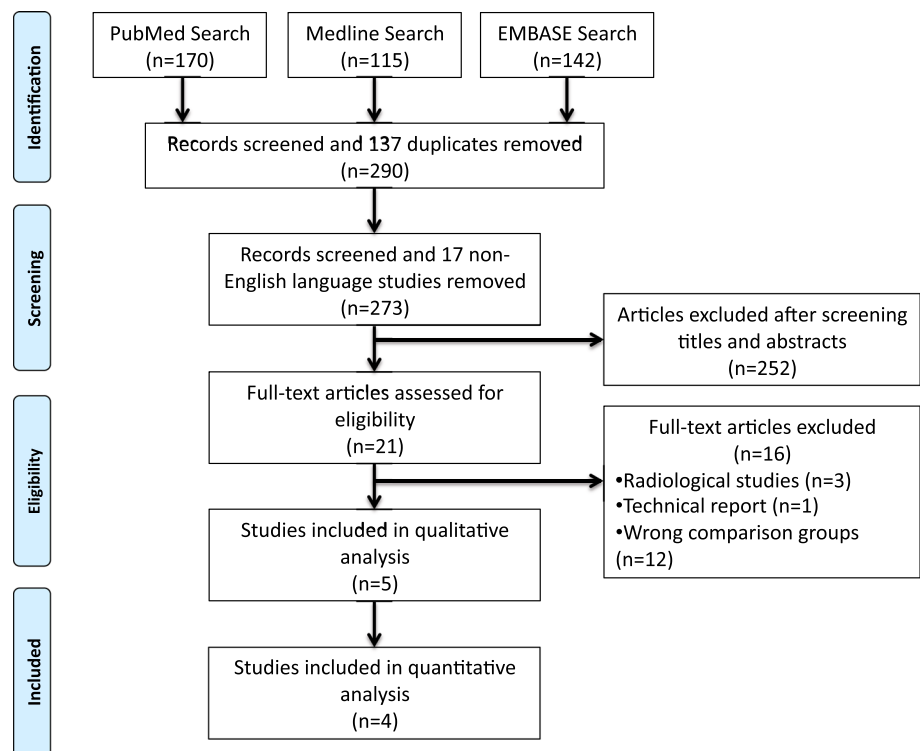 Identification
PubMed Search
(n=170)
Medline Search
(n=115)
EMBASE Search
(n=142)
Records screened and 137 duplicates removed
(n=290)
Screening
Records screened and 17 non-
English language studies removed
(n=273)
Articles excluded after screening
titles and abstracts
(n=252)
Eligibility
Full-text articles assessed for
eligibility
(n=21)
Full-text articles excluded
(n=16)
•Radiological studies (n=3)
•Technical report (n=1)
•Wrong comparison groups
(n=12)
Studies included in qualitative
analysis
(n=5)
Included
Studies included in quantitative
analysis
(n=4)